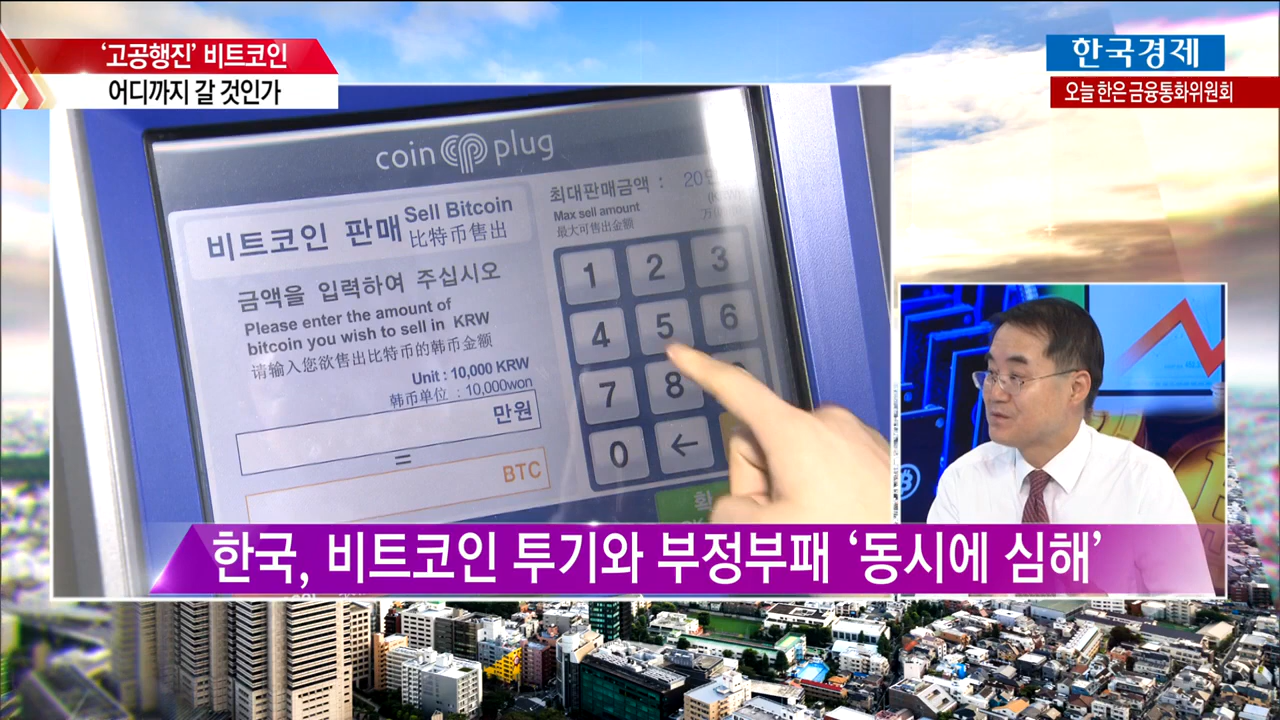 ‘고공행진’ 비트코인
어디까지 갈 것인가
한국경제
오늘 한은 금융통화위원회
coin plug
비트코인 판매
Sell Bitcoin
比特币售出
최대판매금액 : 20만
Max sell amount
最大可售出金额
금액을 입력하여 주십시오
Please enter the amount of
bitcoin you wish to sell in KRW
请输入您欲售出比特币的韩币金额
Unit : 10,000 KRW
韩币单位 : 10,000won
만원
=
BTC
1 2 3
4 5 6
7 8
0 ←
한국, 비트코인 투기와 부정부패 ‘동시에 심해’